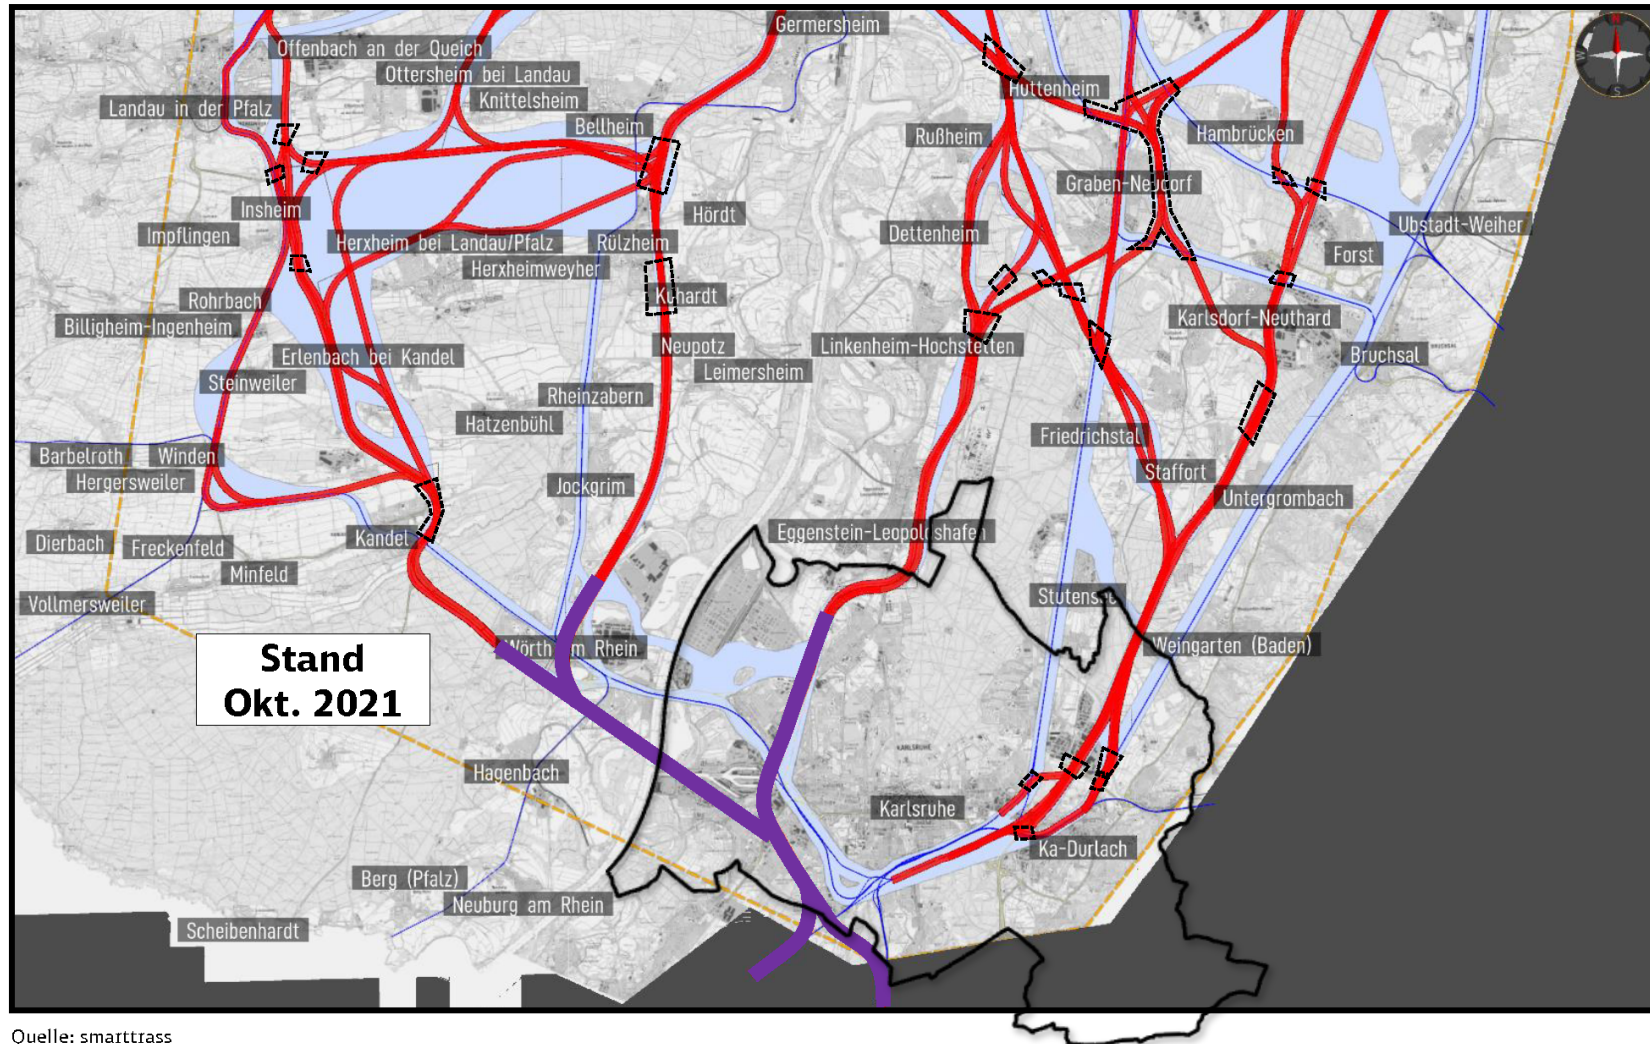 Germersheim
Offenbach an der Queich
Ottersheim bei Landau
Knittelsheim
Huttenheim
Landau in der Pfalz
Bellheim
Rußheim
Hambrücken
Graben-Neudorf
Insheim
Hördt
Impflingen
Herxheim bei Landau/Pfalz
Rülzheim
Dettenheim
Ubstadt-Weiher
Herxheimweyher
Forst
Rohrbach
Kuhardt
Billigheim-Ingenheim
Karlsdorf-Neuthard
Erlenbach bei Kandel
Neupotz
Linkenheim-Hochstetten
Bruchsal
Steinweiler
Leimersheim
Rheinzabern
Hatzenbühl
Friedrichstal
Barbelroth
Winden
Staffort
Hergersweiler
Jockgrim
Untergrombach
Kandel
Eggenstein-Leopoldshafen
Dierbach
Freckenfeld
Minfeld
Stutensee
Vollmersweiler
Wörth am Rhein
Weingarten (Baden)
Stand
Okt. 2021
KARLSRUHE
Hagenbach
Karlsruhe
Ka-Durlach
Berg (Pfalz)
Neuburg am Rhein
Scheibenhardt
N
W
S
BRUCHSAL
Quelle: smarttrass